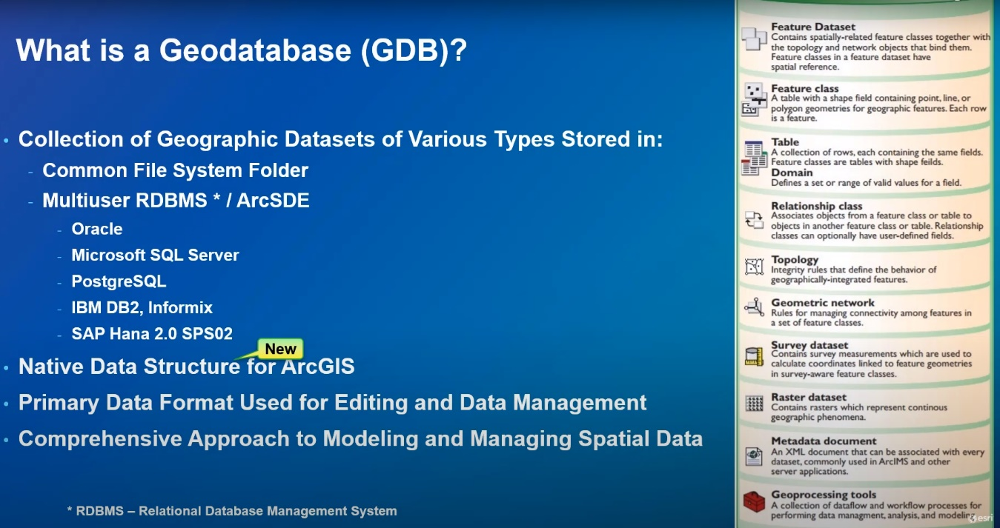 What is a Geodatabase (GDB)?
• Collection of Geographic Datasets of Various Types Stored in:
- Common File System Folder
- Multiuser RDBMS * / ArcSDE
- Oracle
- Microsoft SQL Server
- PostgreSQL
- IBM DB2, Informix
- SAP Hana 2.0 SPS02
New
• Native Data Structure for ArcGIS
• Primary Data Format Used for Editing and Data Management
• Comprehensive Approach to Modeling and Managing Spatial Data
* RDBMS – Relational Database Management System
Feature Dataset
Contains spatially-related feature classes together with
the topology and network objects that bind them.
Feature classes in a feature dataset have
spatial reference.
Feature class
A table with a shape field containing point, line, or
polygon geometries for geographic features. Each row
is a feature.
Table
A collection of rows, each containing the same fields.
Feature classes are tables with shape feilds.
Domain
Defines a set or range of valid values for a field.
Relationship class
Associates objects from a feature class or table to
objects in another feature class or table. Relationship
classes can optionally have user-defined fields.
Topology
Integrity rules that define the behavior of
geographically-integrated features.
Geometric network
Rules for managing connectivity among features in
a set of feature classes.
Survey dataset
Contains survey measurements which are used to
calculate coordinates linked to feature geometries
in survey-aware feature classes.
Raster dataset
Contains rasters which represent continous
geographic phenomena.
Metadata document
An XML document that can be associated with every
dataset, commonly used in ArcIMS and other
server applications.
Geoprocessing tools
A collection of dataflow and workflow processes for
performing data managment, analysis, and modeling.
esri